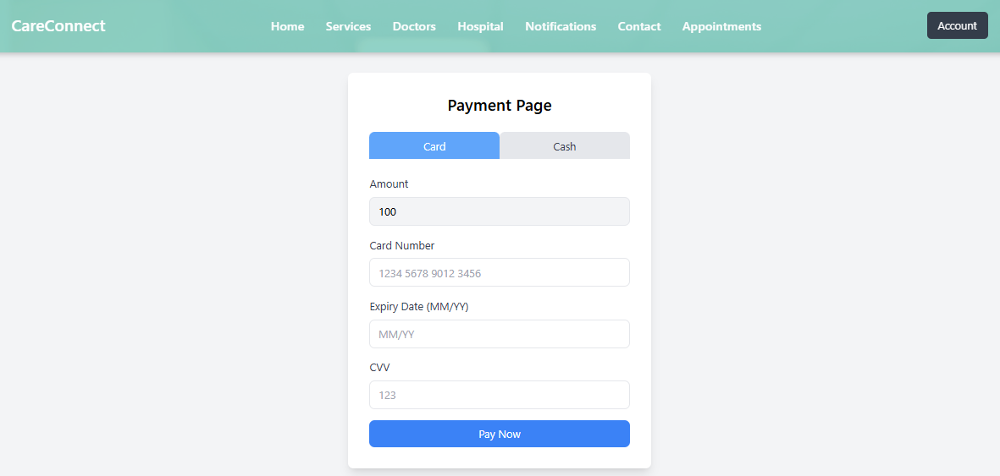 CareConnect Home Services Doctors Hospital Notifications Contact Appointments Account
Payment Page
Card Cash
Amount
100
Card Number
1234 5678 9012 3456
Expiry Date (MM/YY)
MM/YY
CVV
123
Pay Now